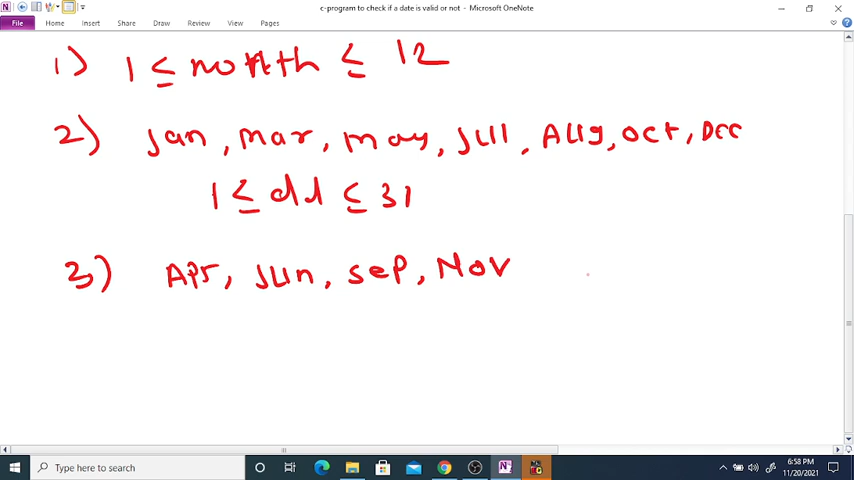 c-program to check if a date is valid or not - Microsoft OneNote
File Home Insert Share Draw Review View Pages
1) 1 ≤ month ≤ 12
2) Jan, Mar, May, Jul, Aug, Oct, Dec
1 ≤ dd ≤ 31
3) Apr, Jun, Sep, Nov
Type here to search
6:58 PM
11/20/2021